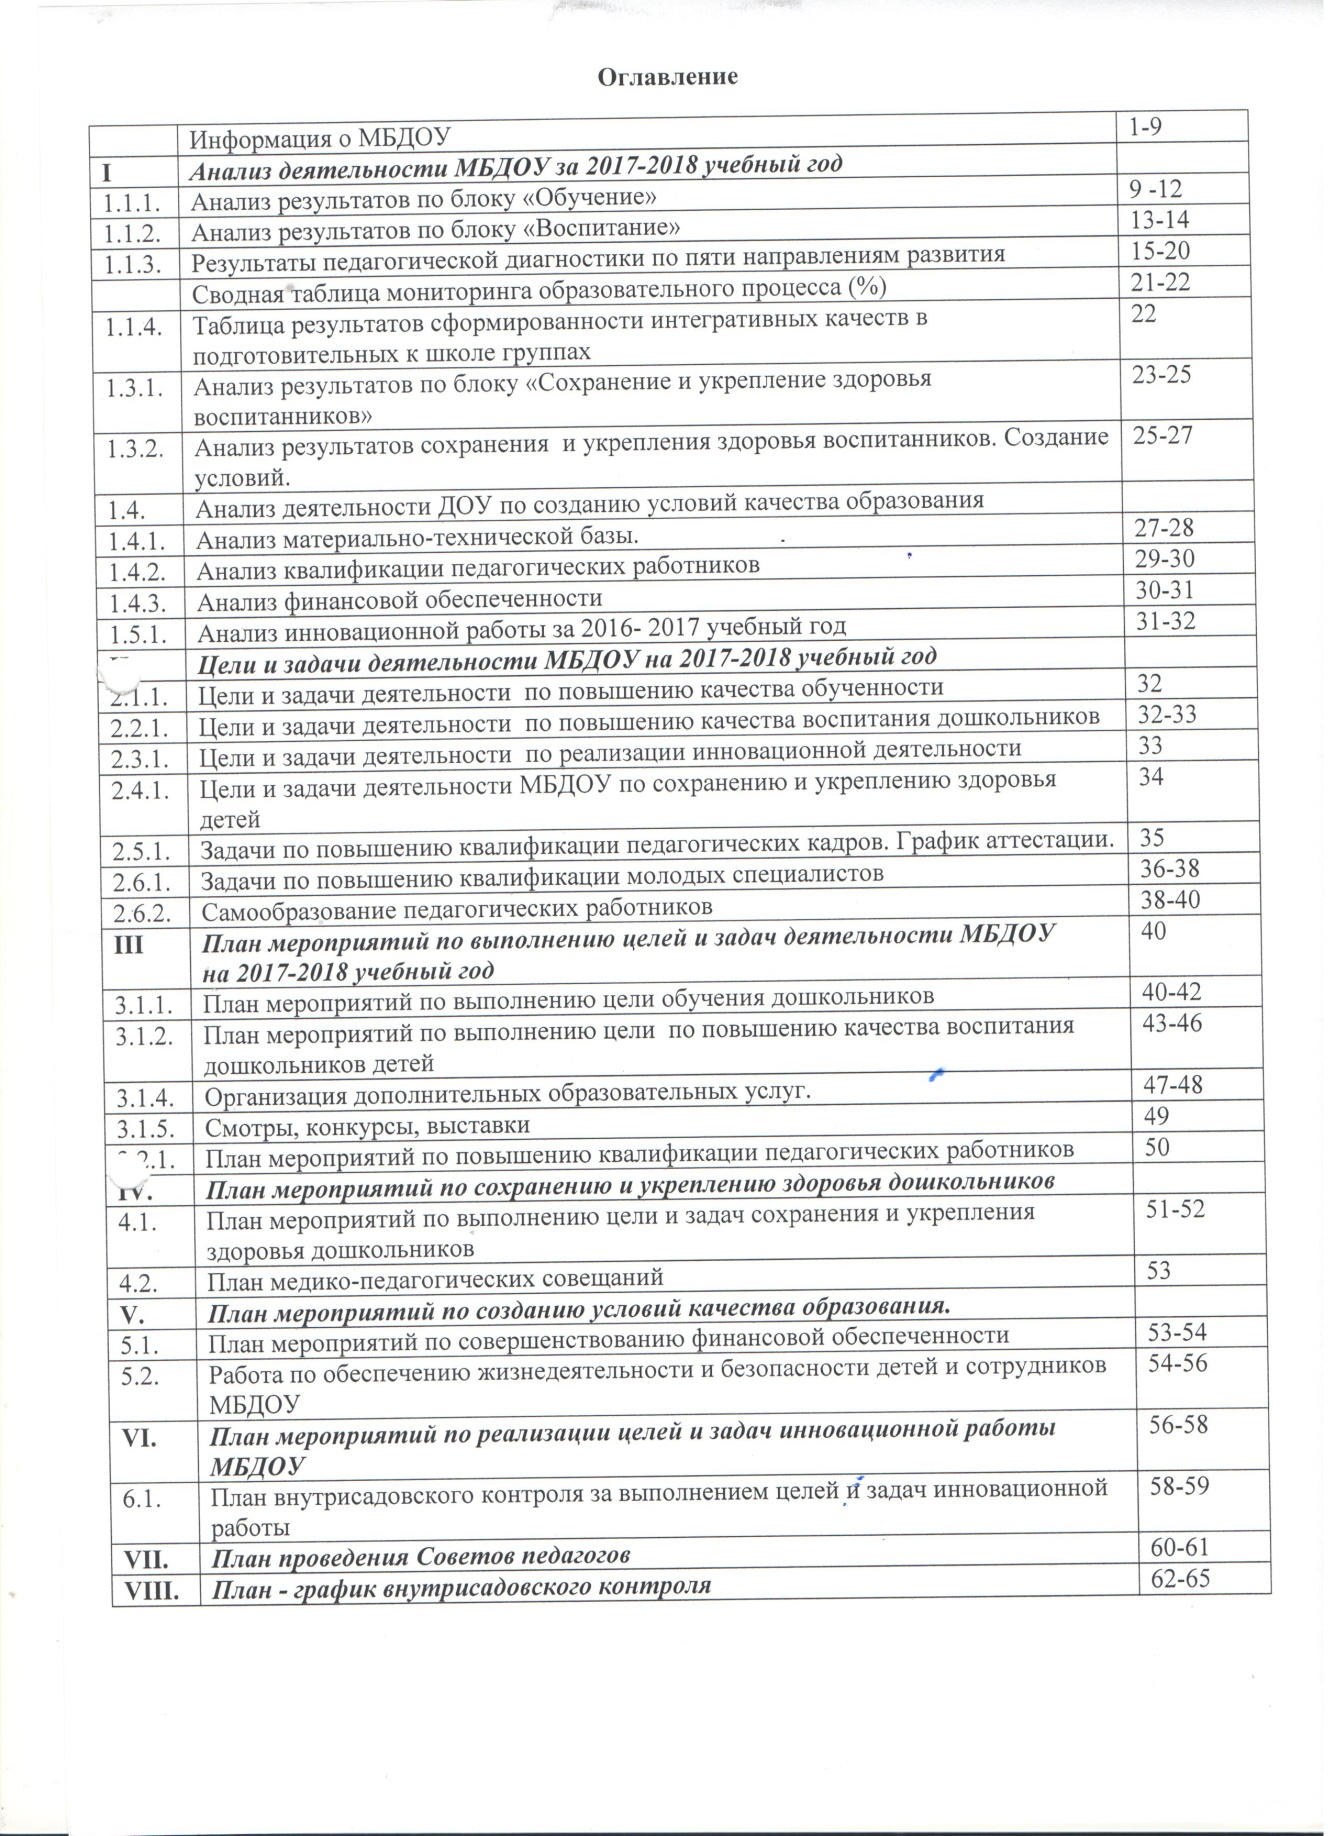 Оглавление
Информация о МБДОУ 1-9
I Анализ деятельности МБДОУ за 2017-2018 учебный год
1.1.1. Анализ результатов по блоку «Обучение» 9 -12
1.1.2. Анализ результатов по блоку «Воспитание» 13-14
1.1.3. Результаты педагогической диагностики по пяти направлениям развития 15-20
Сводная таблица мониторинга образовательного процесса (%) 21-22
1.1.4. Таблица результатов сформированности интегративных качеств в 22
подготовительных к школе группах
1.3.1. Анализ результатов по блоку «Сохранение и укрепление здоровья 23-25
воспитанников»
1.3.2. Анализ результатов сохранения и укрепления здоровья воспитанников. Создание 25-27
условий.
1.4. Анализ деятельности ДОУ по созданию условий качества образования
1.4.1. Анализ материально-технической базы. 27-28
1.4.2. Анализ квалификации педагогических работников 29-30
1.4.3. Анализ финансовой обеспеченности 30-31
1.5.1. Анализ инновационной работы за 2016- 2017 учебный год 31-32
Цели и задачи деятельности МБДОУ на 2017-2018 учебный год
2.1.1. Цели и задачи деятельности по повышению качества обученности 32
2.2.1. Цели и задачи деятельности по повышению качества воспитания дошкольников 32-33
2.3.1. Цели и задачи деятельности по реализации инновационной деятельности 33
2.4.1. Цели и задачи деятельности МБДОУ по сохранению и укреплению здоровья 34
детей
2.5.1. Задачи по повышению квалификации педагогических кадров. График аттестации. 35
2.6.1. Задачи по повышению квалификации молодых специалистов 36-38
2.6.2. Самообразование педагогических работников 38-40
III План мероприятий по выполнению целей и задач деятельности МБДОУ 40
на 2017-2018 учебный год
3.1.1. План мероприятий по выполнению цели обучения дошкольников 40-42
3.1.2. План мероприятий по выполнению цели по повышению качества воспитания 43-46
дошкольников детей
3.1.4. Организация дополнительных образовательных услуг. 47-48
3.1.5. Смотры, конкурсы, выставки 49
2.1. План мероприятий по повышению квалификации педагогических работников 50
IV. План мероприятий по сохранению и укреплению здоровья дошкольников
4.1. План мероприятий по выполнению цели и задач сохранения и укрепления 51-52
здоровья дошкольников
4.2. План медико-педагогических совещаний 53
V. План мероприятий по созданию условий качества образования.
5.1. План мероприятий по совершенствованию финансовой обеспеченности 53-54
5.2. Работа по обеспечению жизнедеятельности и безопасности детей и сотрудников 54-56
МБДОУ
VI. План мероприятий по реализации целей и задач инновационной работы 56-58
МБДОУ
6.1. План внутрисадовского контроля за выполнением целей и задач инновационной 58-59
работы
VII. План проведения Советов педагогов 60-61
VIII. План - график внутрисадовского контроля 62-65